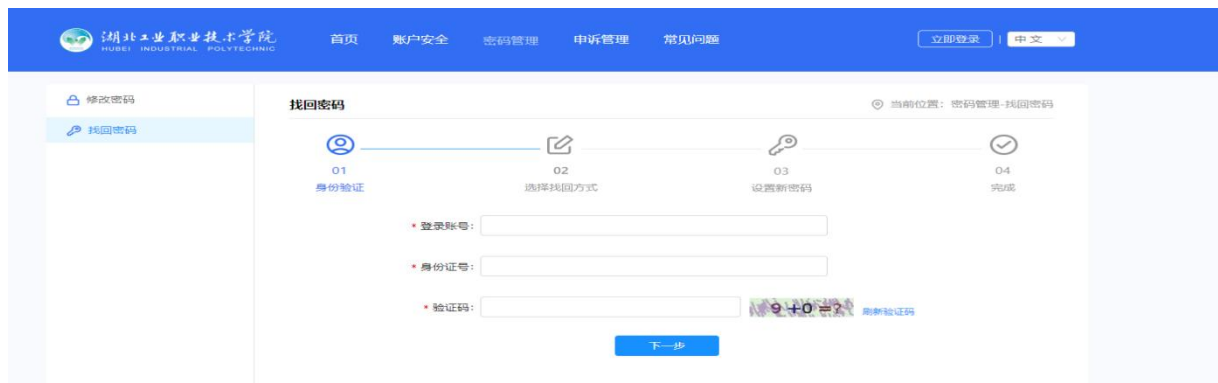 湖北工业职业技术学院
HUBEI INDUSTRIAL POLYTECHNIC
首页 账户安全 密码管理 申诉管理 常见问题 立即登录 | 中文
修改密码
找回密码
找回密码 当前位置：密码管理-找回密码
01 02 03 04
身份验证 选择找回方式 设置新密码 完成
* 登录账号：
* 身份证号：
* 验证码： 9+0=? 刷新验证码
下一步